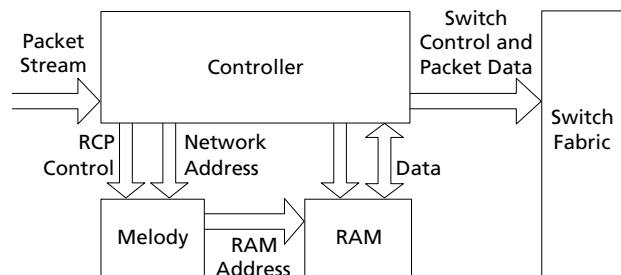 Packet
Stream
Controller
Switch
Control and
Packet Data
Switch
Fabric
RCP
Control
Network
Address
Data
Melody
RAM
Address
RAM